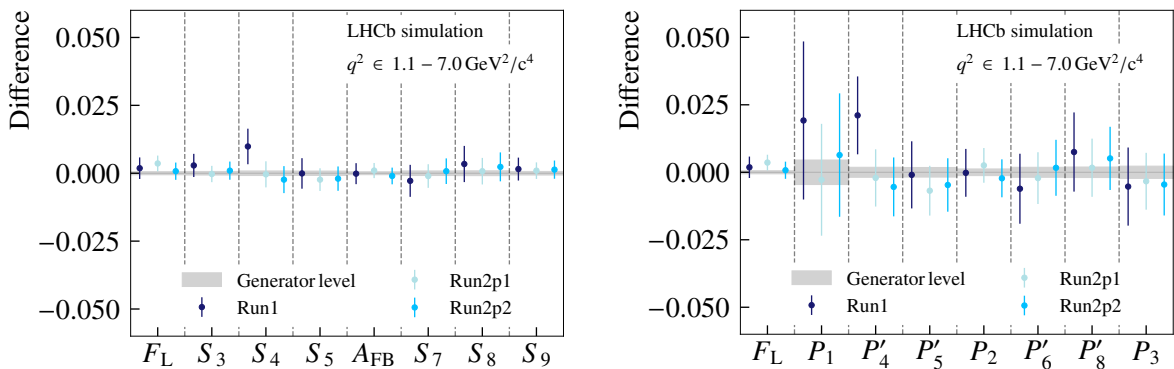 Difference
0.050
0.025
0.000
−0.025
−0.050
LHCb simulation
q² ∈ 1.1 – 7.0 GeV²/c⁴
Generator level
Run1
Run2p1
Run2p2
F_L S_3 S_4 S_5 A_FB S_7 S_8 S_9
Difference
0.050
0.025
0.000
−0.025
−0.050
LHCb simulation
q² ∈ 1.1 – 7.0 GeV²/c⁴
Generator level
Run1
Run2p1
Run2p2
F_L P_1 P′_4 P′_5 P_2 P′_6 P′_8 P_3